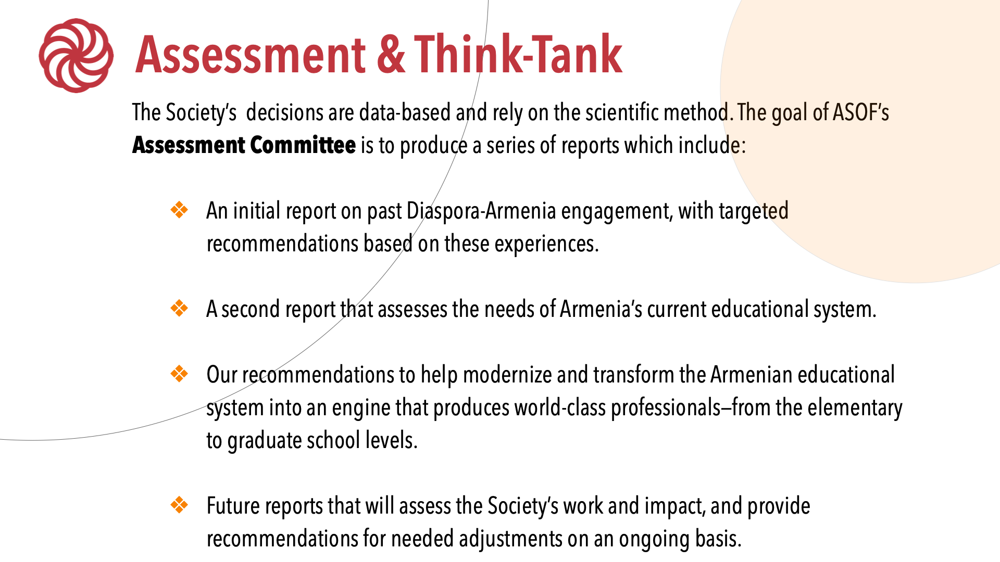 Assessment & Think-Tank
The Society’s  decisions are data-based and rely on the scientific method. The goal of ASOF’s
Assessment Committee is to produce a series of reports which include:
❖ An initial report on past Diaspora-Armenia engagement, with targeted
recommendations based on these experiences.
❖ A second report that assesses the needs of Armenia’s current educational system.
❖ Our recommendations to help modernize and transform the Armenian educational
system into an engine that produces world-class professionals—from the elementary
to graduate school levels.
❖ Future reports that will assess the Society’s work and impact, and provide
recommendations for needed adjustments on an ongoing basis.